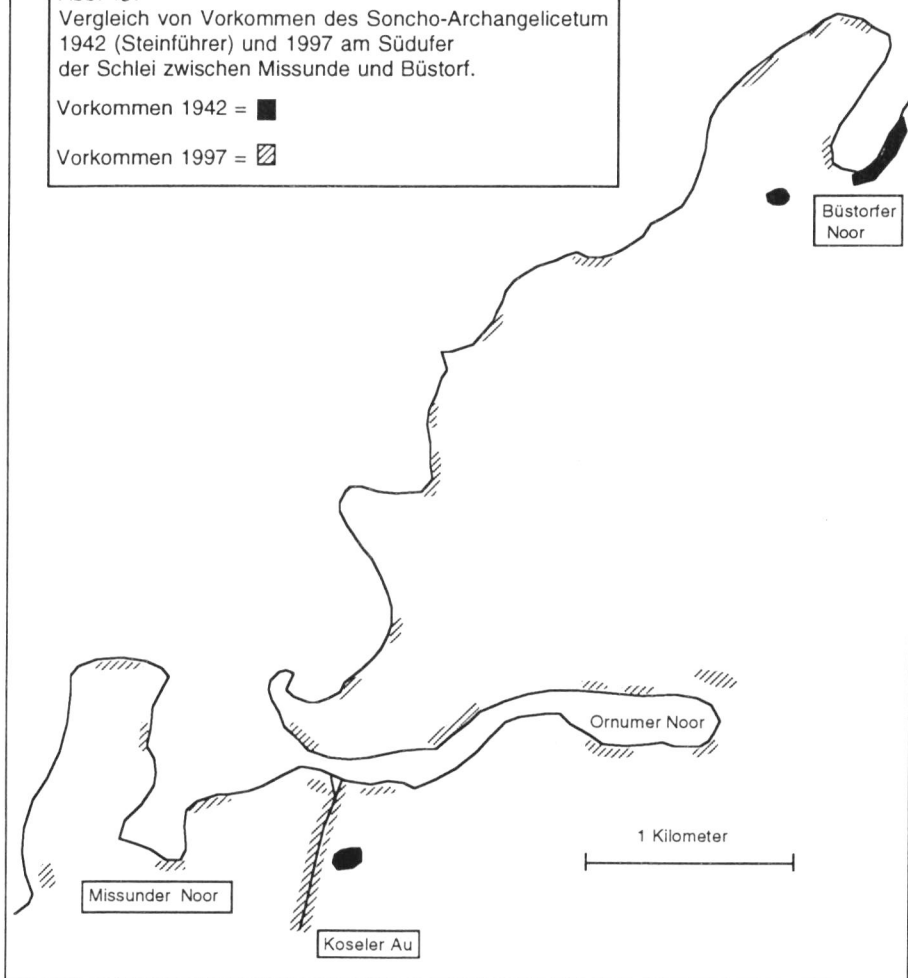 Vergleich von Vorkommen des Soncho-Archangelicetum
1942 (Steinführer) und 1997 am Südufer
der Schlei zwischen Missunde und Büstorf.
Vorkommen 1942 =
Vorkommen 1997 =
Büstorfer
Noor
Ornumer Noor
1 Kilometer
Missunder Noor
Koseler Au